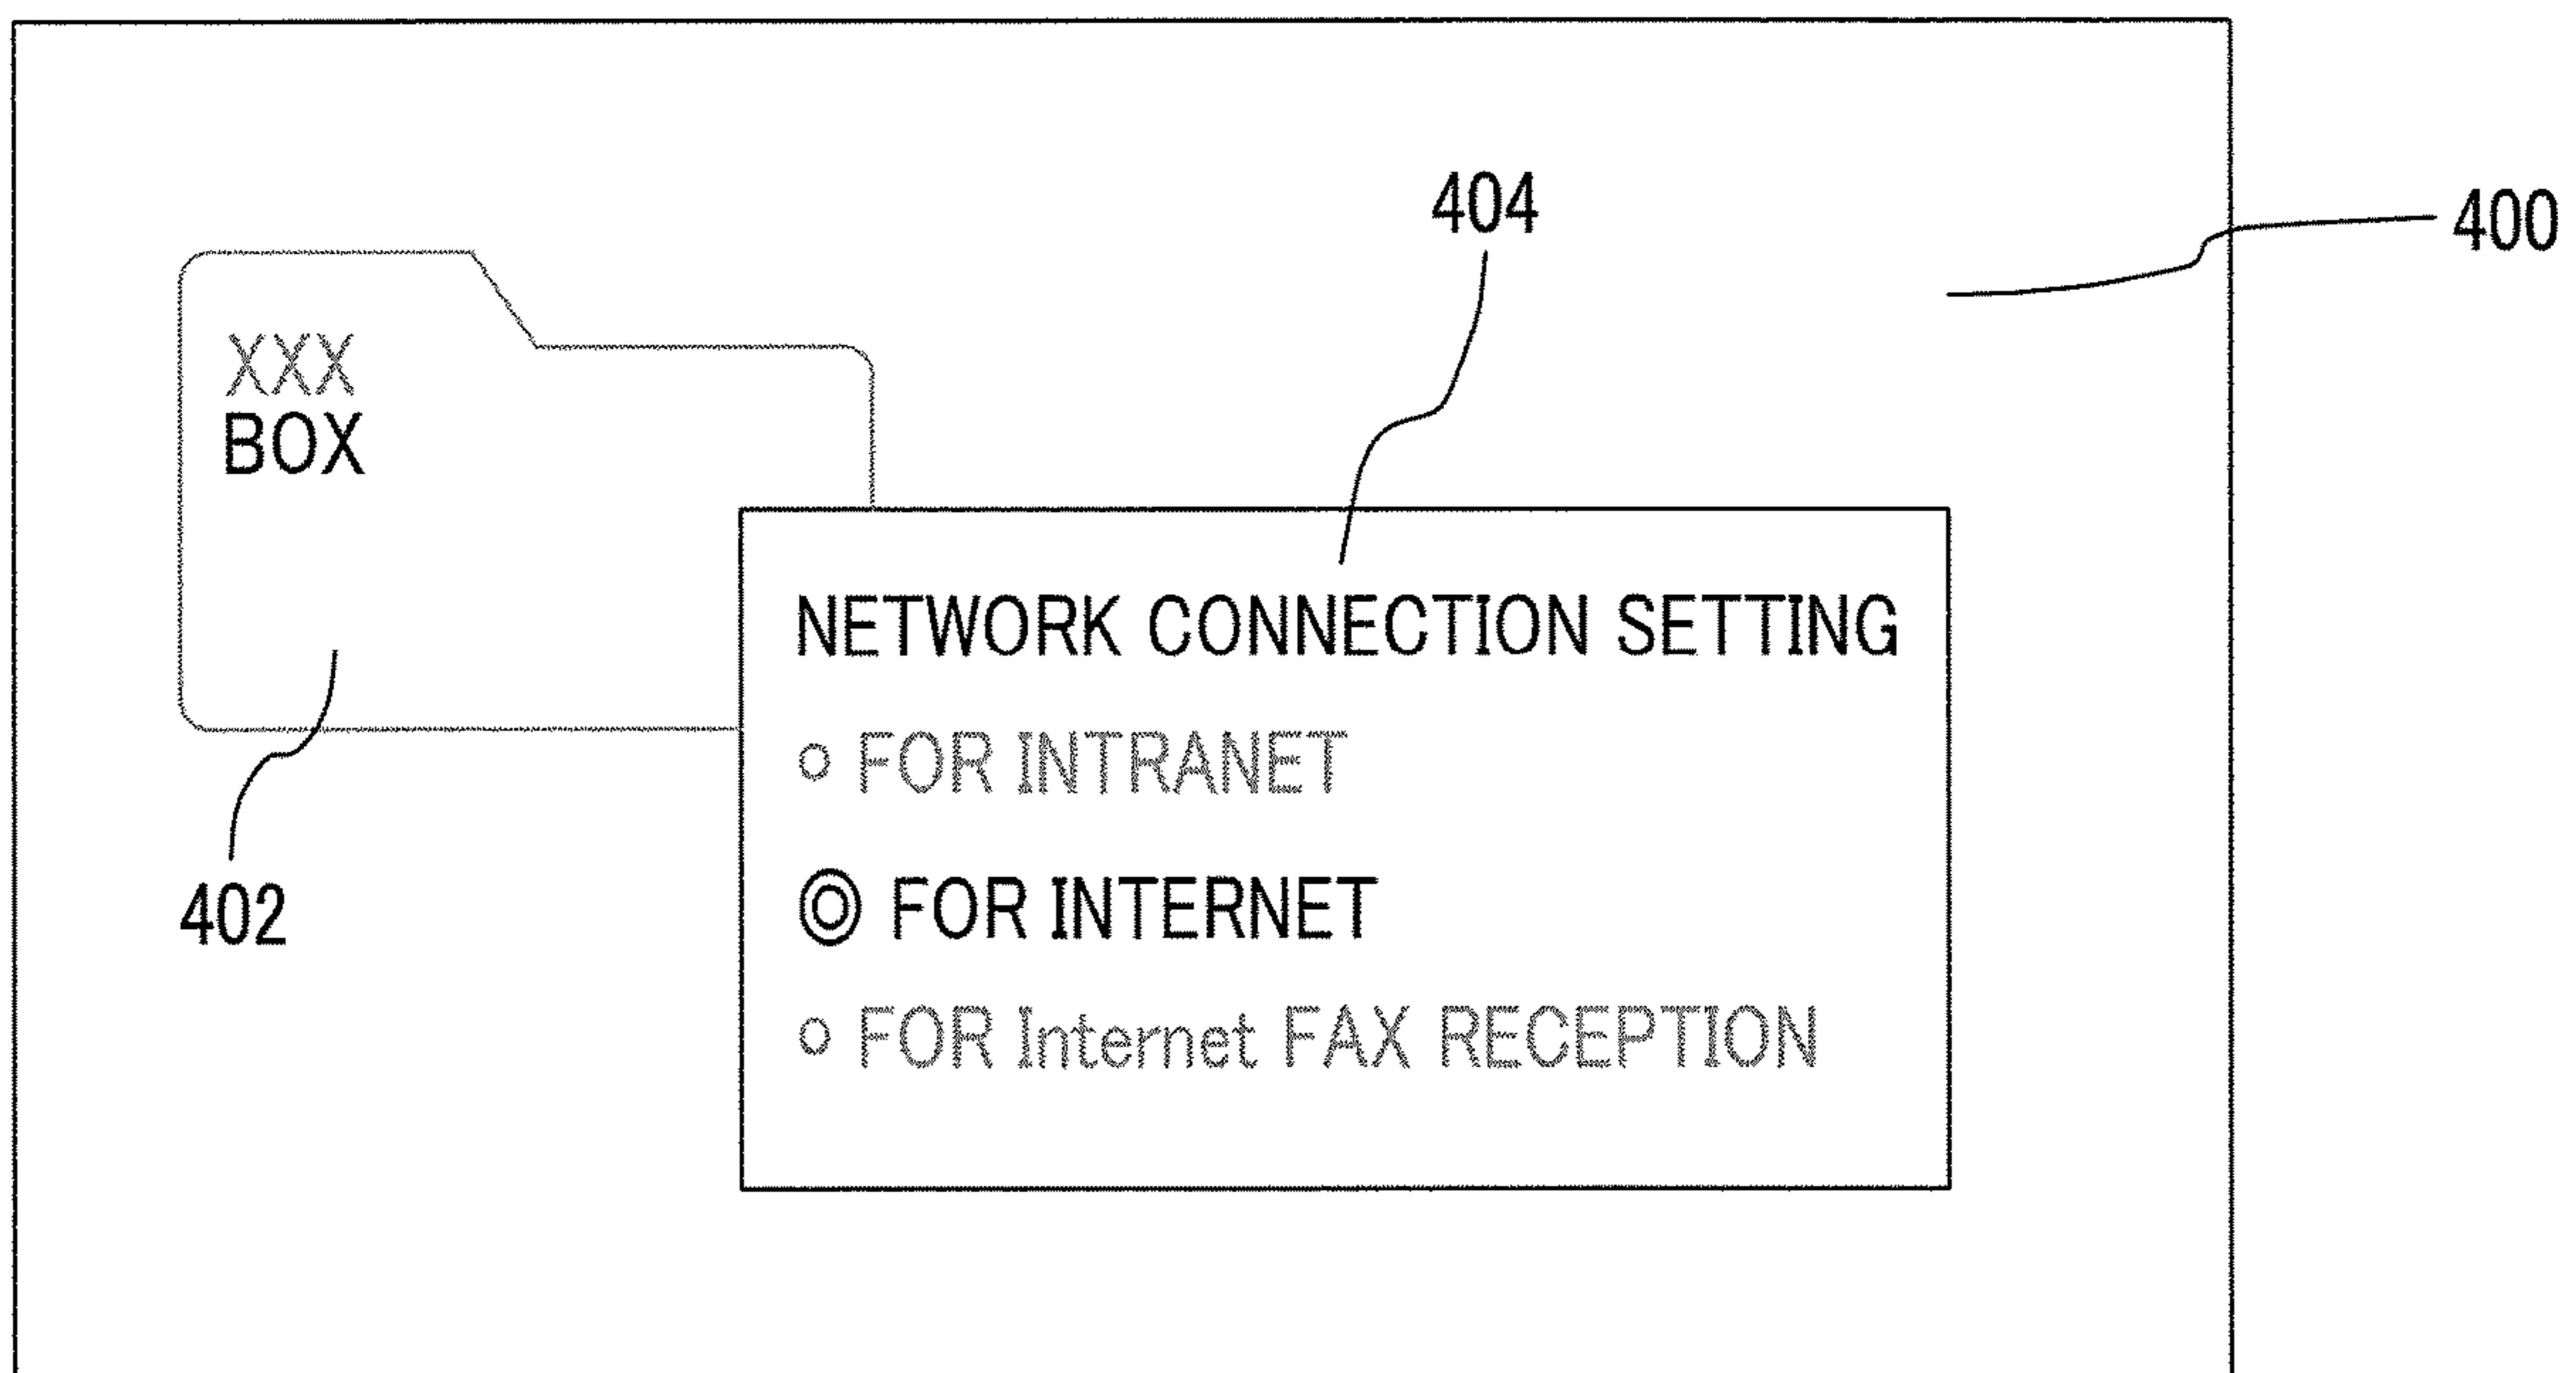 404
400
XXX
BOX
NETWORK CONNECTION SETTING
FOR INTRANET
FOR INTERNET
402
FOR Internet FAX RECEPTION